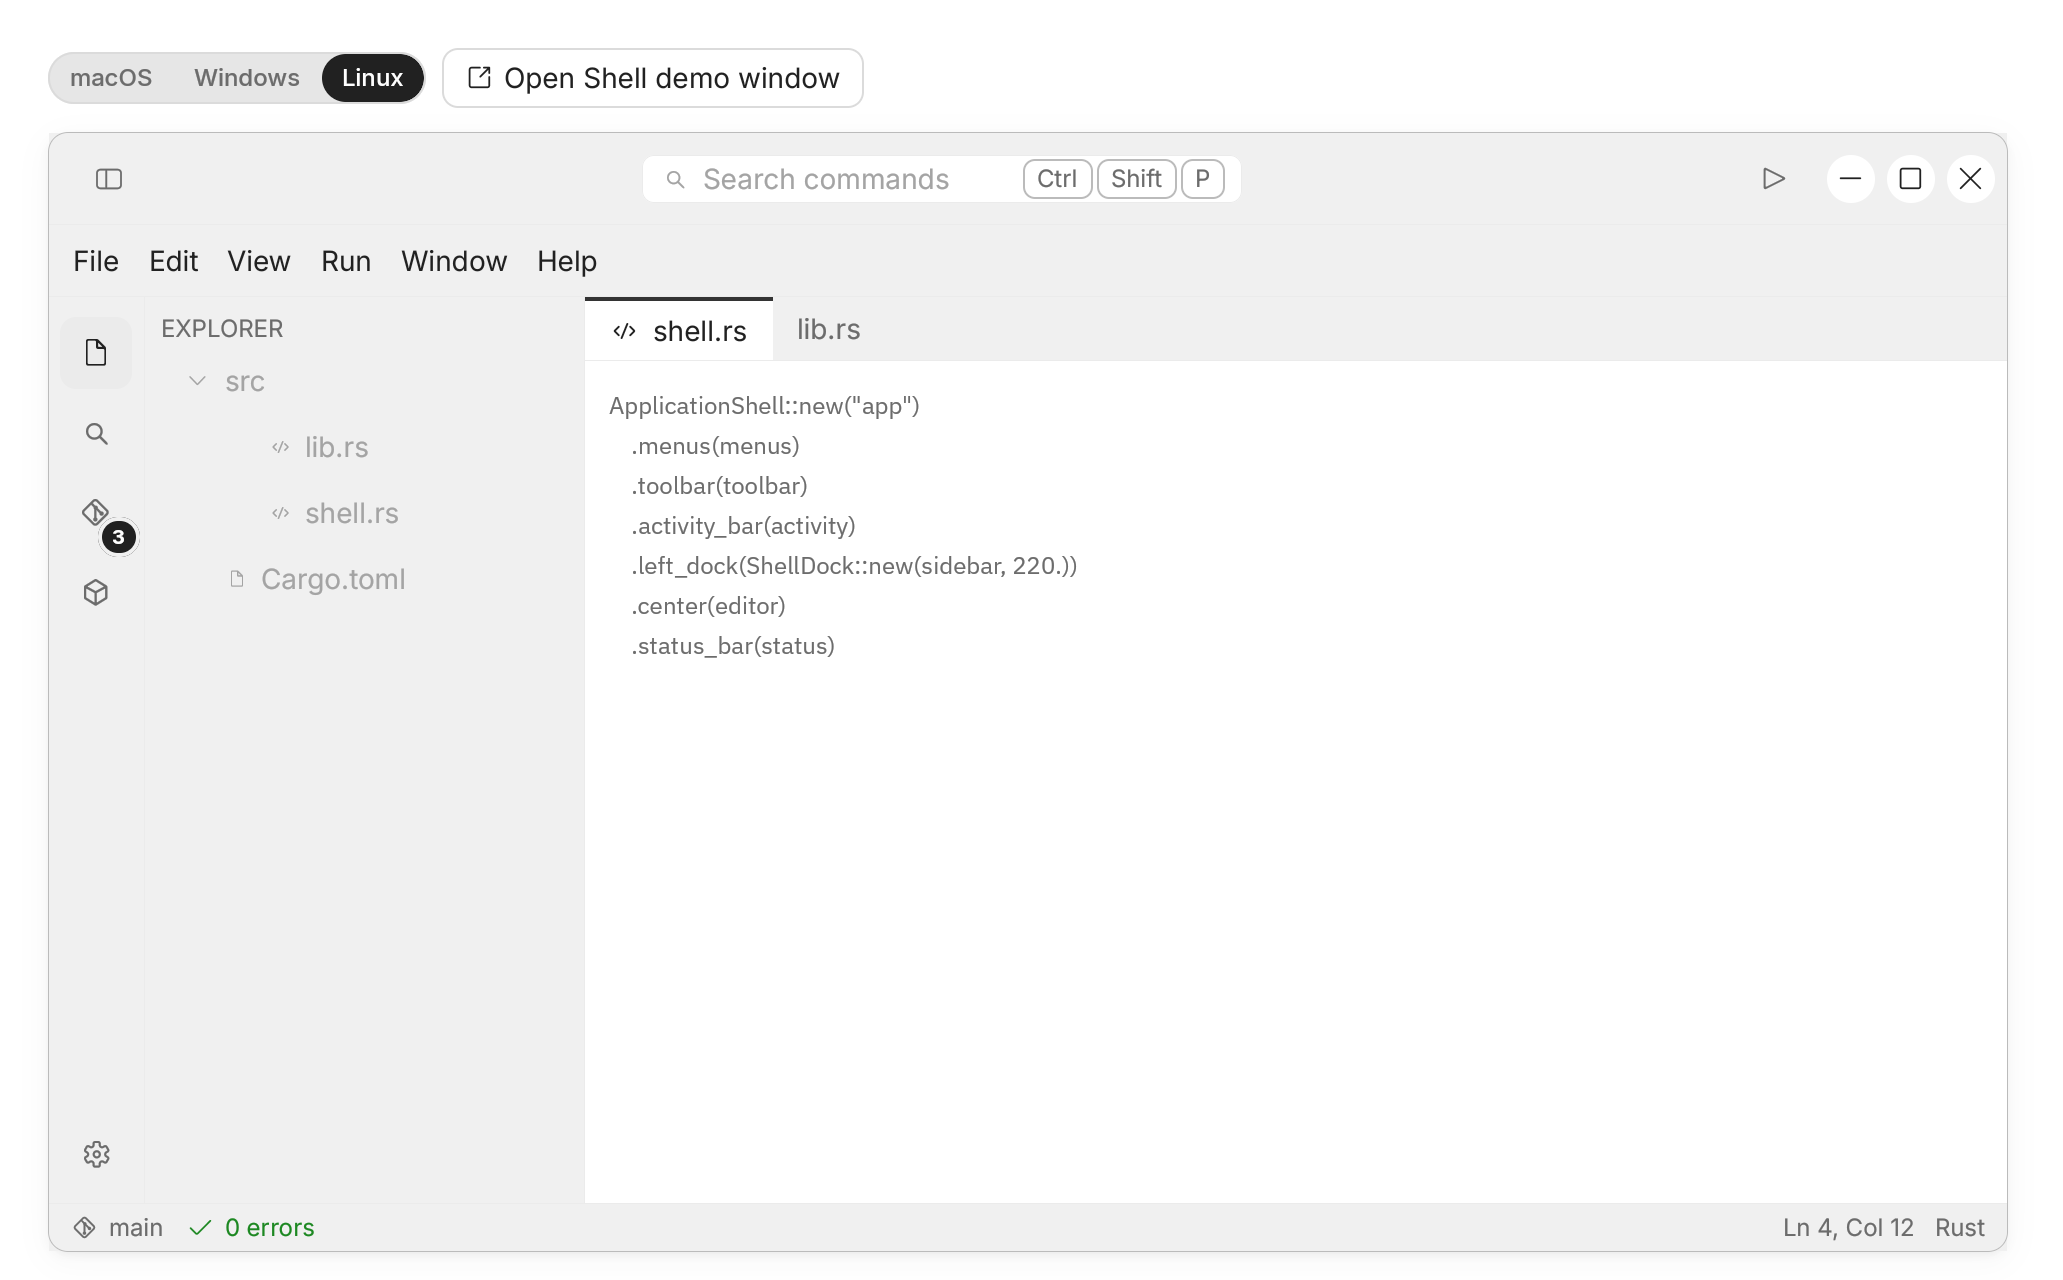 macOS Windows Linux Open Shell demo window
Search commands Ctrl Shift P
File Edit View Run Window Help
EXPLORER
src
lib.rs
shell.rs
Cargo.toml
3
shell.rs lib.rs
ApplicationShell::new("app")
.menus(menus)
.toolbar(toolbar)
.activity_bar(activity)
.left_dock(ShellDock::new(sidebar, 220.))
.center(editor)
.status_bar(status)
main 0 errors
Ln 4, Col 12 Rust